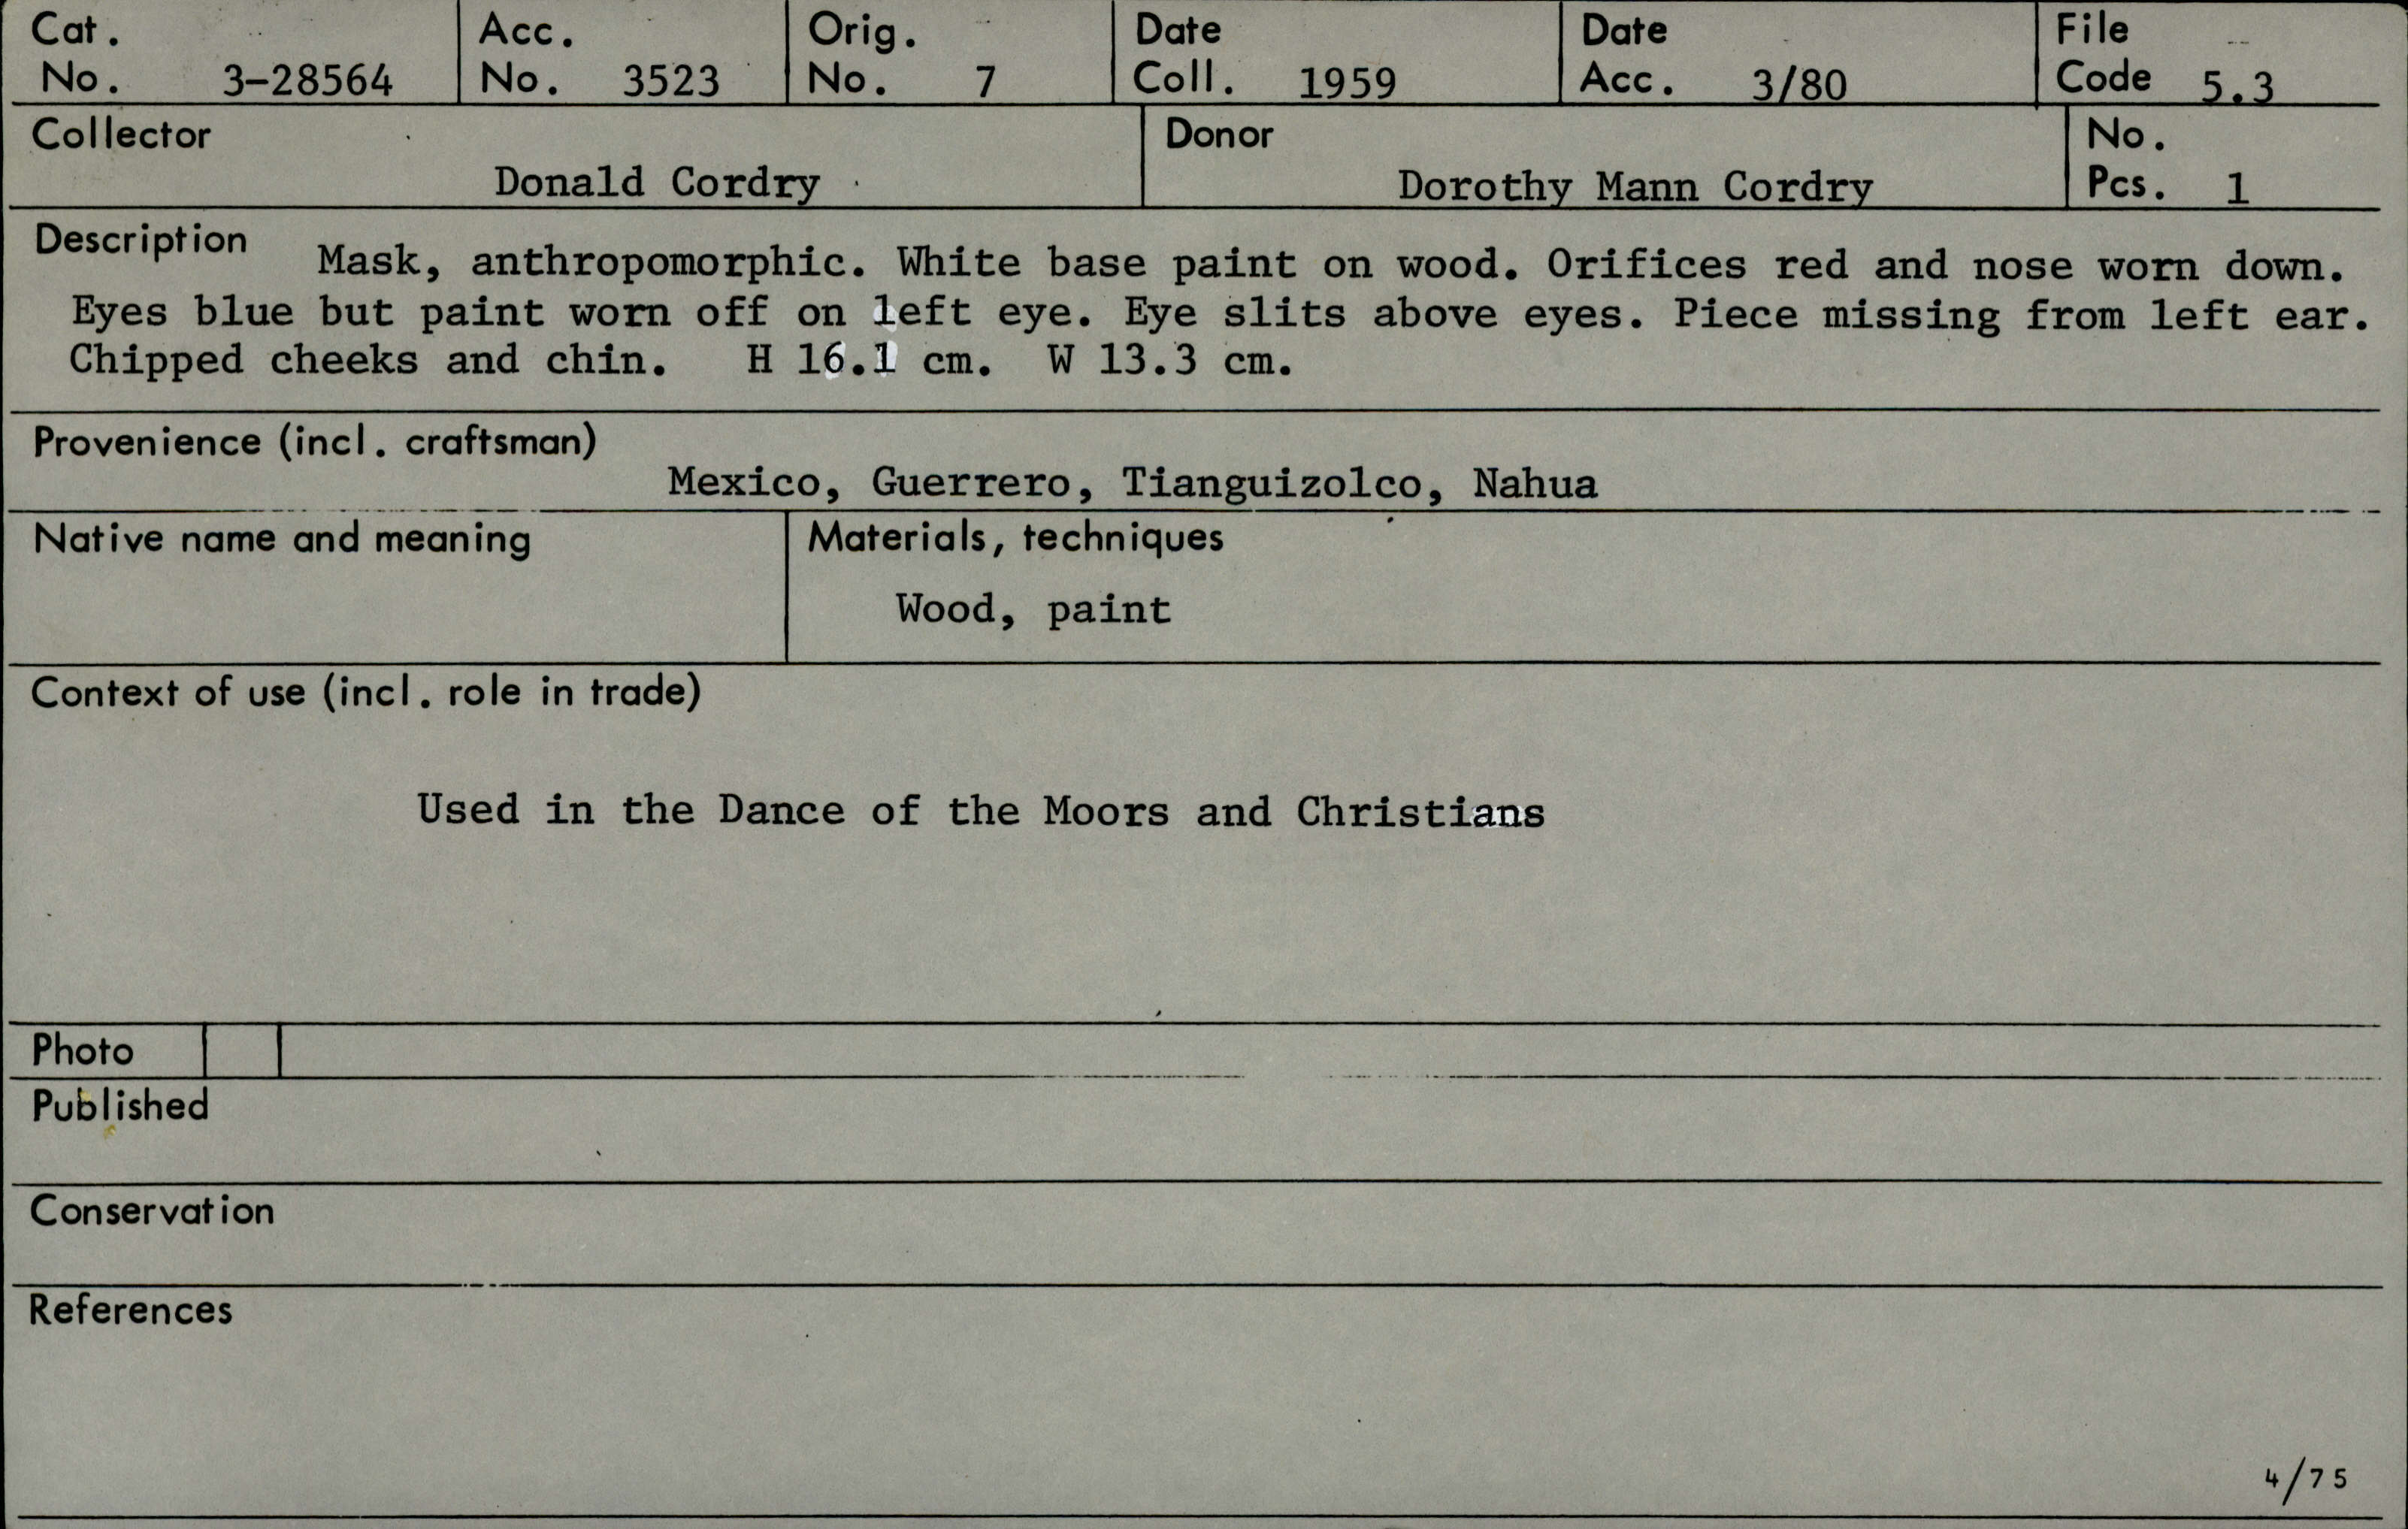 Cat. No. 3-28564
Acc. No. 3523
Orig. No. 7
Date Coll. 1959
Date Acc. 3/80
File Code 5.3
Collector
Donald Cordry
Donor
Dorothy Mann Cordry
No. Pcs. 1
Description Mask, anthropomorphic. White base paint on wood. Orifices red and nose worn down.
Eyes blue but paint worn off on left eye. Eye slits above eyes. Piece missing from left ear.
Chipped cheeks and chin. H 16.1 cm. W 13.3 cm.
Provenience (incl. craftsman)
Mexico, Guerrero, Tianguizolco, Nahua
Native name and meaning
Materials, techniques
Wood, paint
Context of use (incl. role in trade)
Used in the Dance of the Moors and Christians
Photo
Published
Conservation
References
4/75